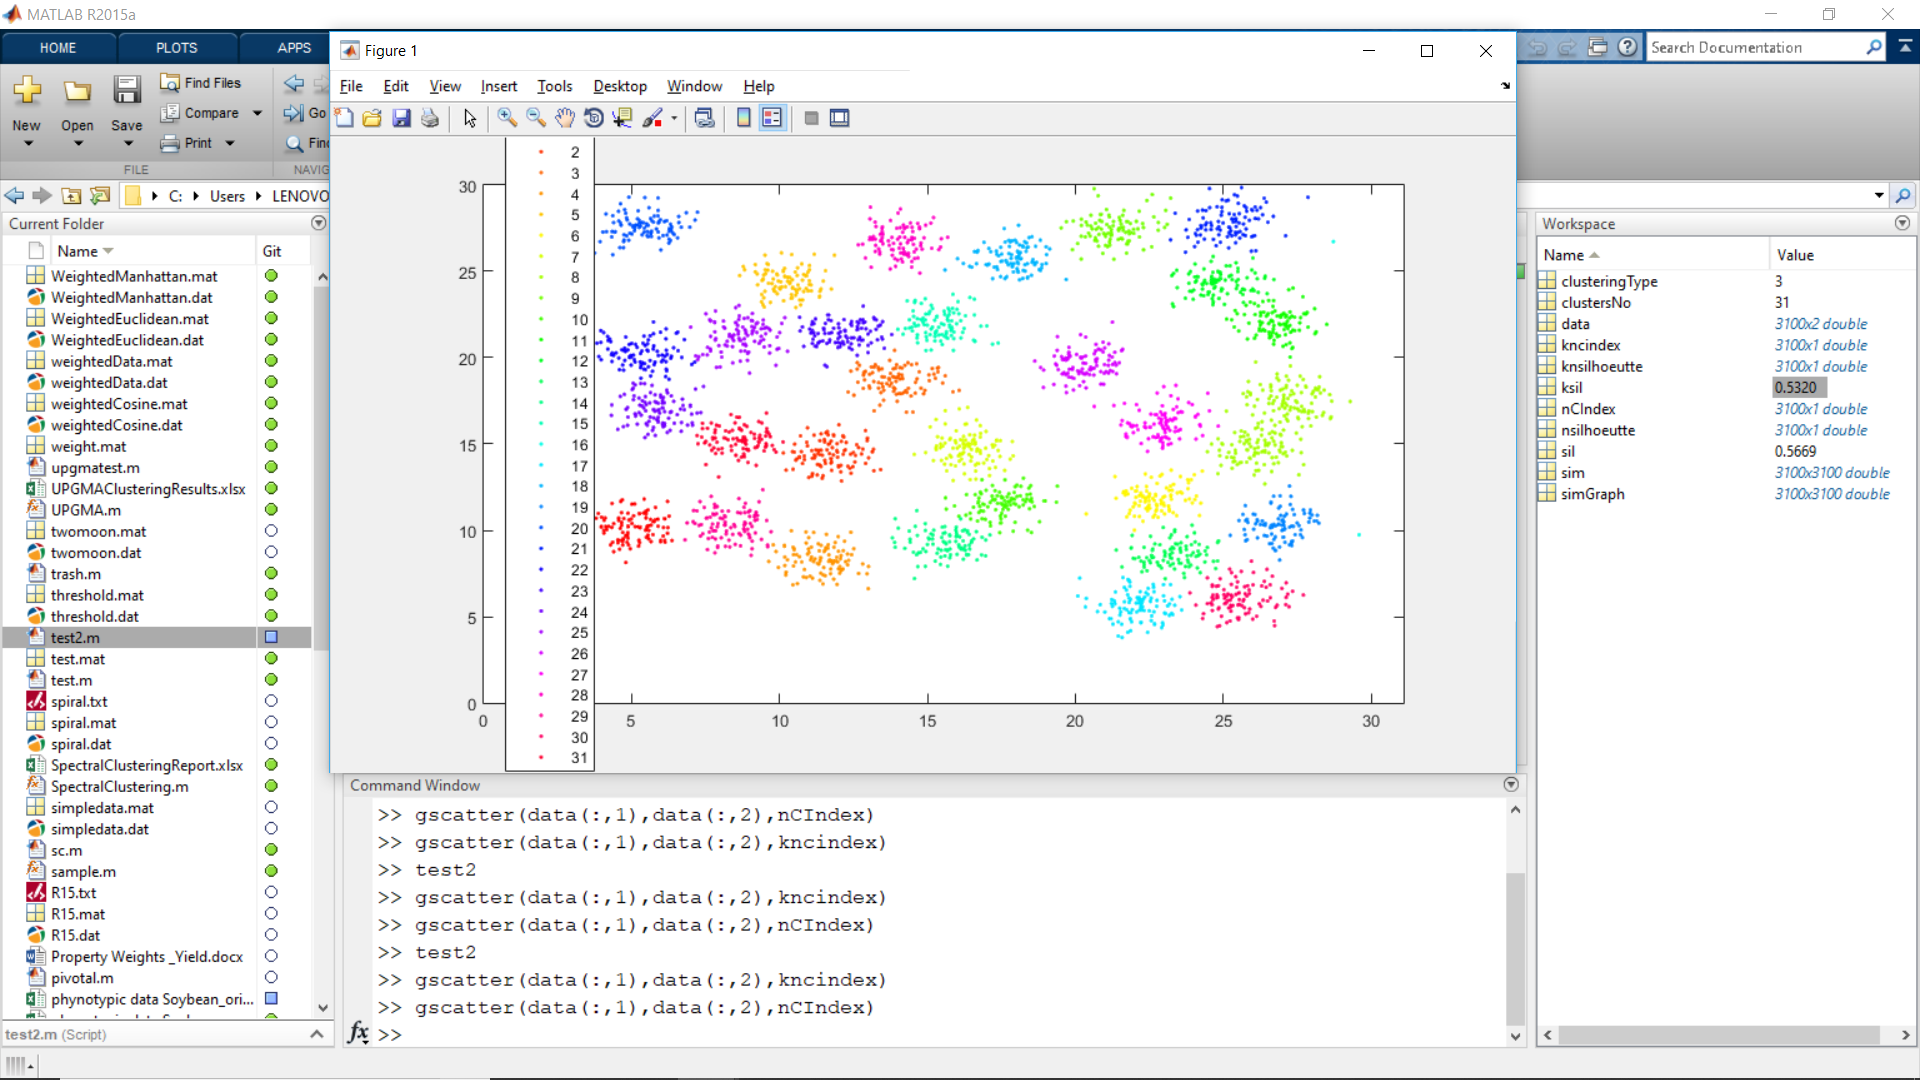 MATLAB R2015a
HOME PLOTS APPS
Search Documentation
Figure 1
File Edit View Insert Tools Desktop Window Help
New Open Save
Find Files
Compare
Print
Go
FILE
C: Users LENOVO
Current Folder
Name Git
WeightedManhattan.mat
WeightedManhattan.dat
WeightedEuclidean.mat
WeightedEuclidean.dat
weightedData.mat
weightedData.dat
weightedCosine.mat
weightedCosine.dat
weight.mat
upgmatest.m
UPGMAClusteringResults.xlsx
UPGMA.m
twomoon.mat
twomoon.dat
trash.m
threshold.mat
threshold.dat
test2.m
test.mat
test.m
spiral.txt
spiral.mat
spiral.dat
SpectralClusteringReport.xlsx
SpectralClustering.m
simpledata.mat
simpledata.dat
sc.m
sample.m
R15.txt
R15.mat
R15.dat
Property Weights _Yield.docx
pivotal.m
phynotypic data Soybean_ori...
test2.m (Script)
30
25
20
15
10
5
0
0 5 10 15 20 25 30
2
3
4
5
6
7
8
9
10
11
12
13
14
15
16
17
18
19
20
21
22
23
24
25
26
27
28
29
30
31
Command Window
>> gscatter(data(:,1),data(:,2),nCIndex)
>> gscatter(data(:,1),data(:,2),kncindex)
>> test2
>> gscatter(data(:,1),data(:,2),kncindex)
>> gscatter(data(:,1),data(:,2),nCIndex)
>> test2
>> gscatter(data(:,1),data(:,2),kncindex)
>> gscatter(data(:,1),data(:,2),nCIndex)
fx >>
Workspace
Name Value
clusteringType 3
clustersNo 31
data 3100x2 double
kncindex 3100x1 double
knsilhoeutte 3100x1 double
ksil 0.5320
nCIndex 3100x1 double
nsilhoeutte 3100x1 double
sil 0.5669
sim 3100x3100 double
simGraph 3100x3100 double